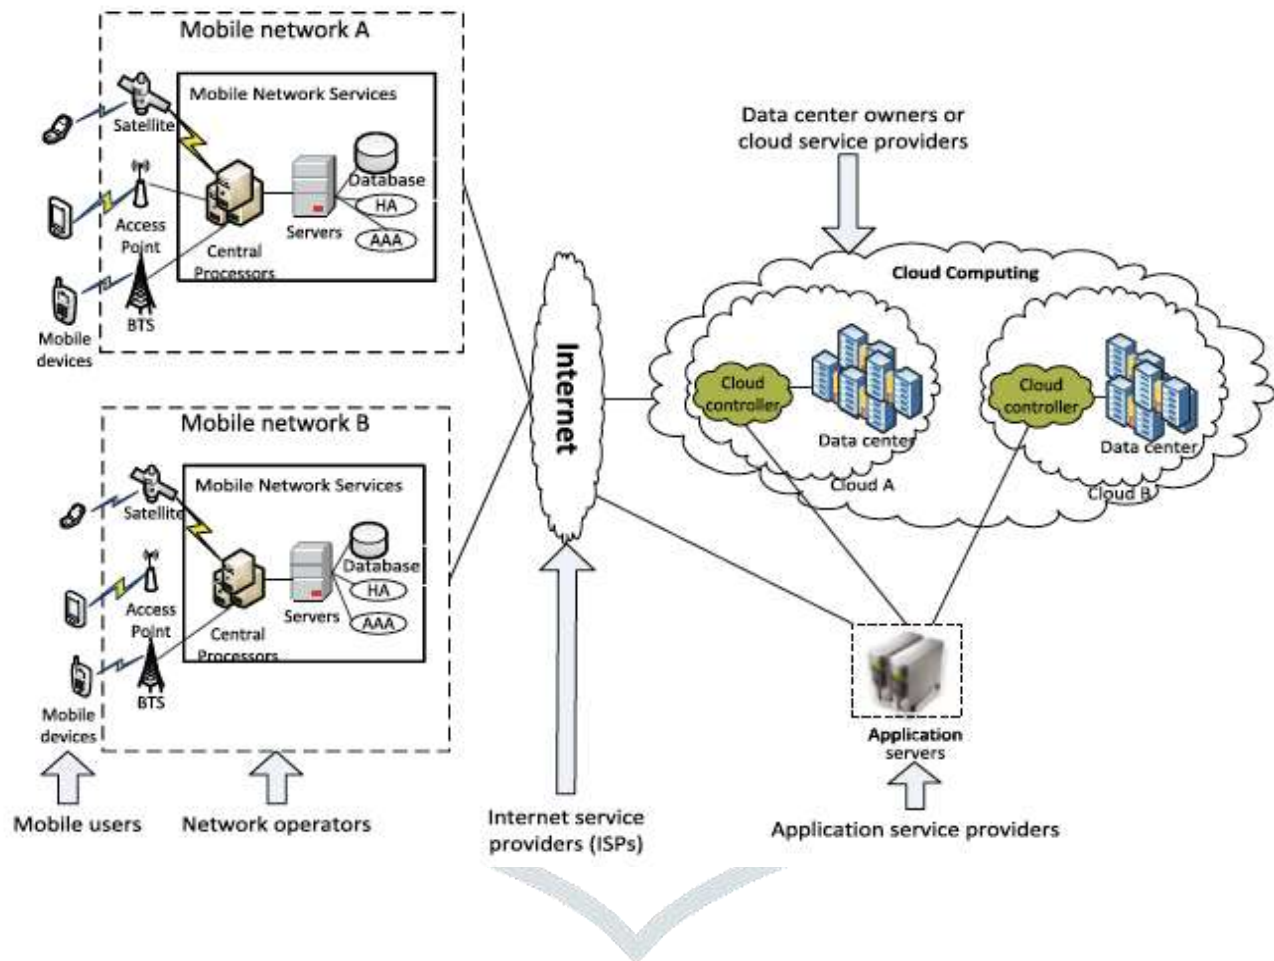 Mobile network A
Mobile Network Services
Satellite
Database
HA
AAA
Access
Point
Servers
Central
Processors
BTS
Mobile
devices
Mobile network B
Mobile Network Services
Satellite
Database
HA
AAA
Access
Point
Servers
Central
Processors
BTS
Mobile
devices
Mobile users
Network operators
Internet
Internet service
providers (ISPs)
Data center owners or
cloud service providers
Cloud Computing
Cloud
controller
Data center
Cloud A
Cloud
controller
Data center
Cloud B
Application
servers
Application service providers